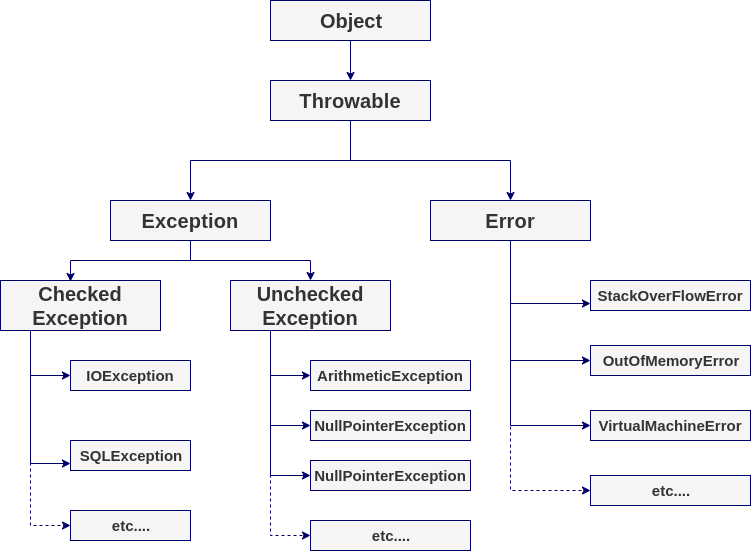 Object
Throwable
Exception
Error
Checked
Exception
Unchecked
Exception
StackOverFlowError
IOException
ArithmeticException
OutOfMemoryError
NullPointerException
VirtualMachineError
SQLException
NullPointerException
etc....
etc....
etc....